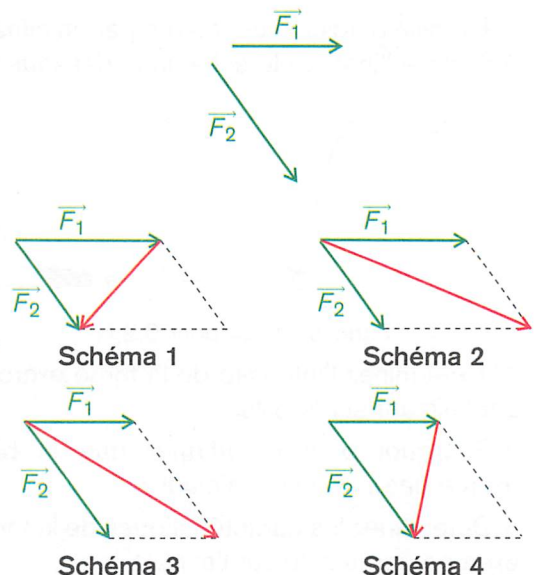 F₁
F₂
F₁ F₁
F₂ F₂
Schéma 1 Schéma 2
F₁ F₁
F₂ F₂
Schéma 3 Schéma 4